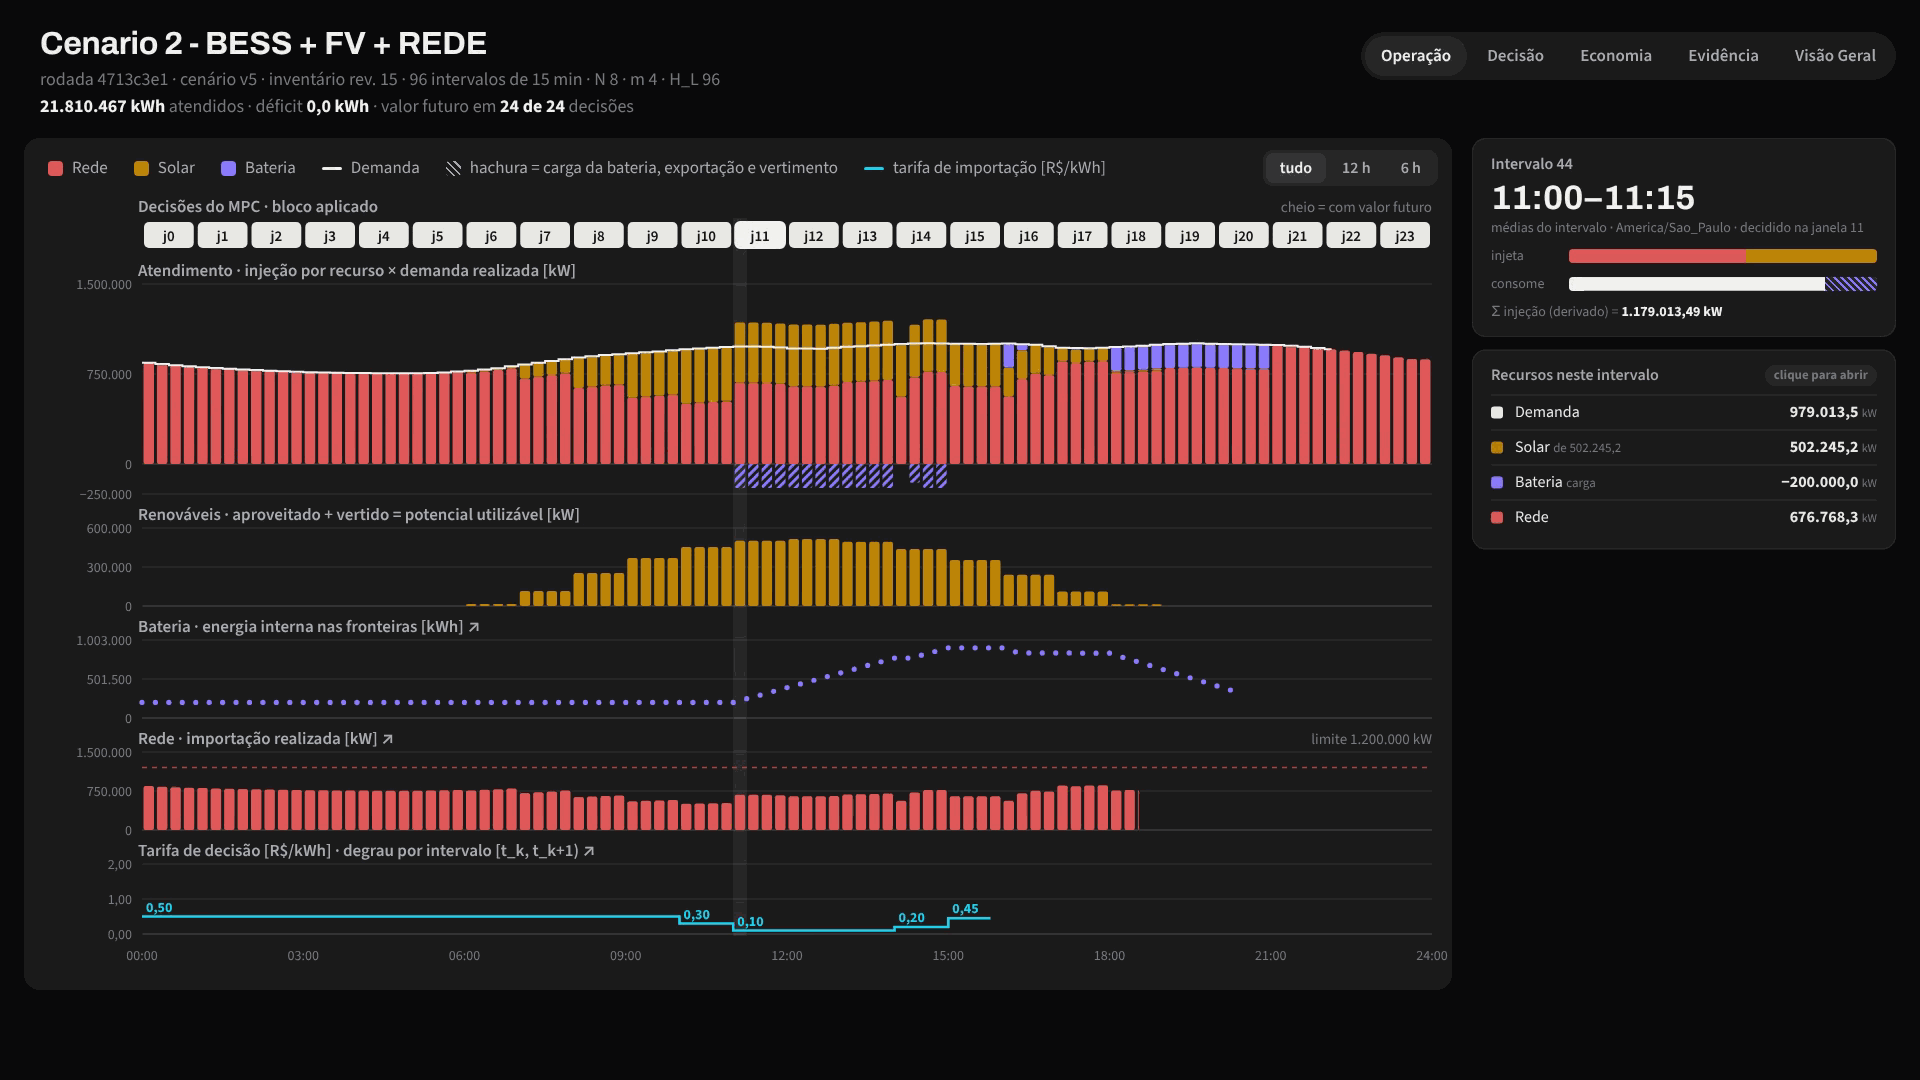 Cenario 2 - BESS + FV + REDE
rodada 4713c3e1 · cenário v5 · inventário rev. 15 · 96 intervalos de 15 min · N 8 · m 4 · H_L 96
21.810.467 kWh atendidos · déficit 0,0 kWh · valor futuro em 24 de 24 decisões
Operação Decisão Economia Evidência Visão Geral
Rede Solar Bateria Demanda hachura = carga da bateria, exportação e vertimento tarifa de importação [R$/kWh]
tudo 12 h 6 h
Decisões do MPC · bloco aplicado
cheio = com valor futuro
j0 j1 j2 j3 j4 j5 j6 j7 j8 j9 j10 j11 j12 j13 j14 j15 j16 j17 j18 j19 j20 j21 j22 j23
Atendimento · injeção por recurso × demanda realizada [kW]
1.500.000
750.000
0
−250.000
Renováveis · aproveitado + vertido = potencial utilizável [kW]
600.000
300.000
0
Bateria · energia interna nas fronteiras [kWh] ↗
1.003.000
501.500
0
Rede · importação realizada [kW] ↗
limite 1.200.000 kW
1.500.000
750.000
0
Tarifa de decisão [R$/kWh] · degrau por intervalo [t_k, t_k+1) ↗
2,00
1,00
0,00
0,50 0,30 0,10 0,20 0,45
00:00 03:00 06:00 09:00 12:00 15:00 18:00 21:00 24:00
Intervalo 44
11:00–11:15
médias do intervalo · America/Sao_Paulo · decidido na janela 11
injeta
consome
Σ injeção (derivado) = 1.179.013,49 kW
Recursos neste intervalo clique para abrir
Demanda 979.013,5 kW
Solar de 502.245,2 502.245,2 kW
Bateria carga −200.000,0 kW
Rede 676.768,3 kW